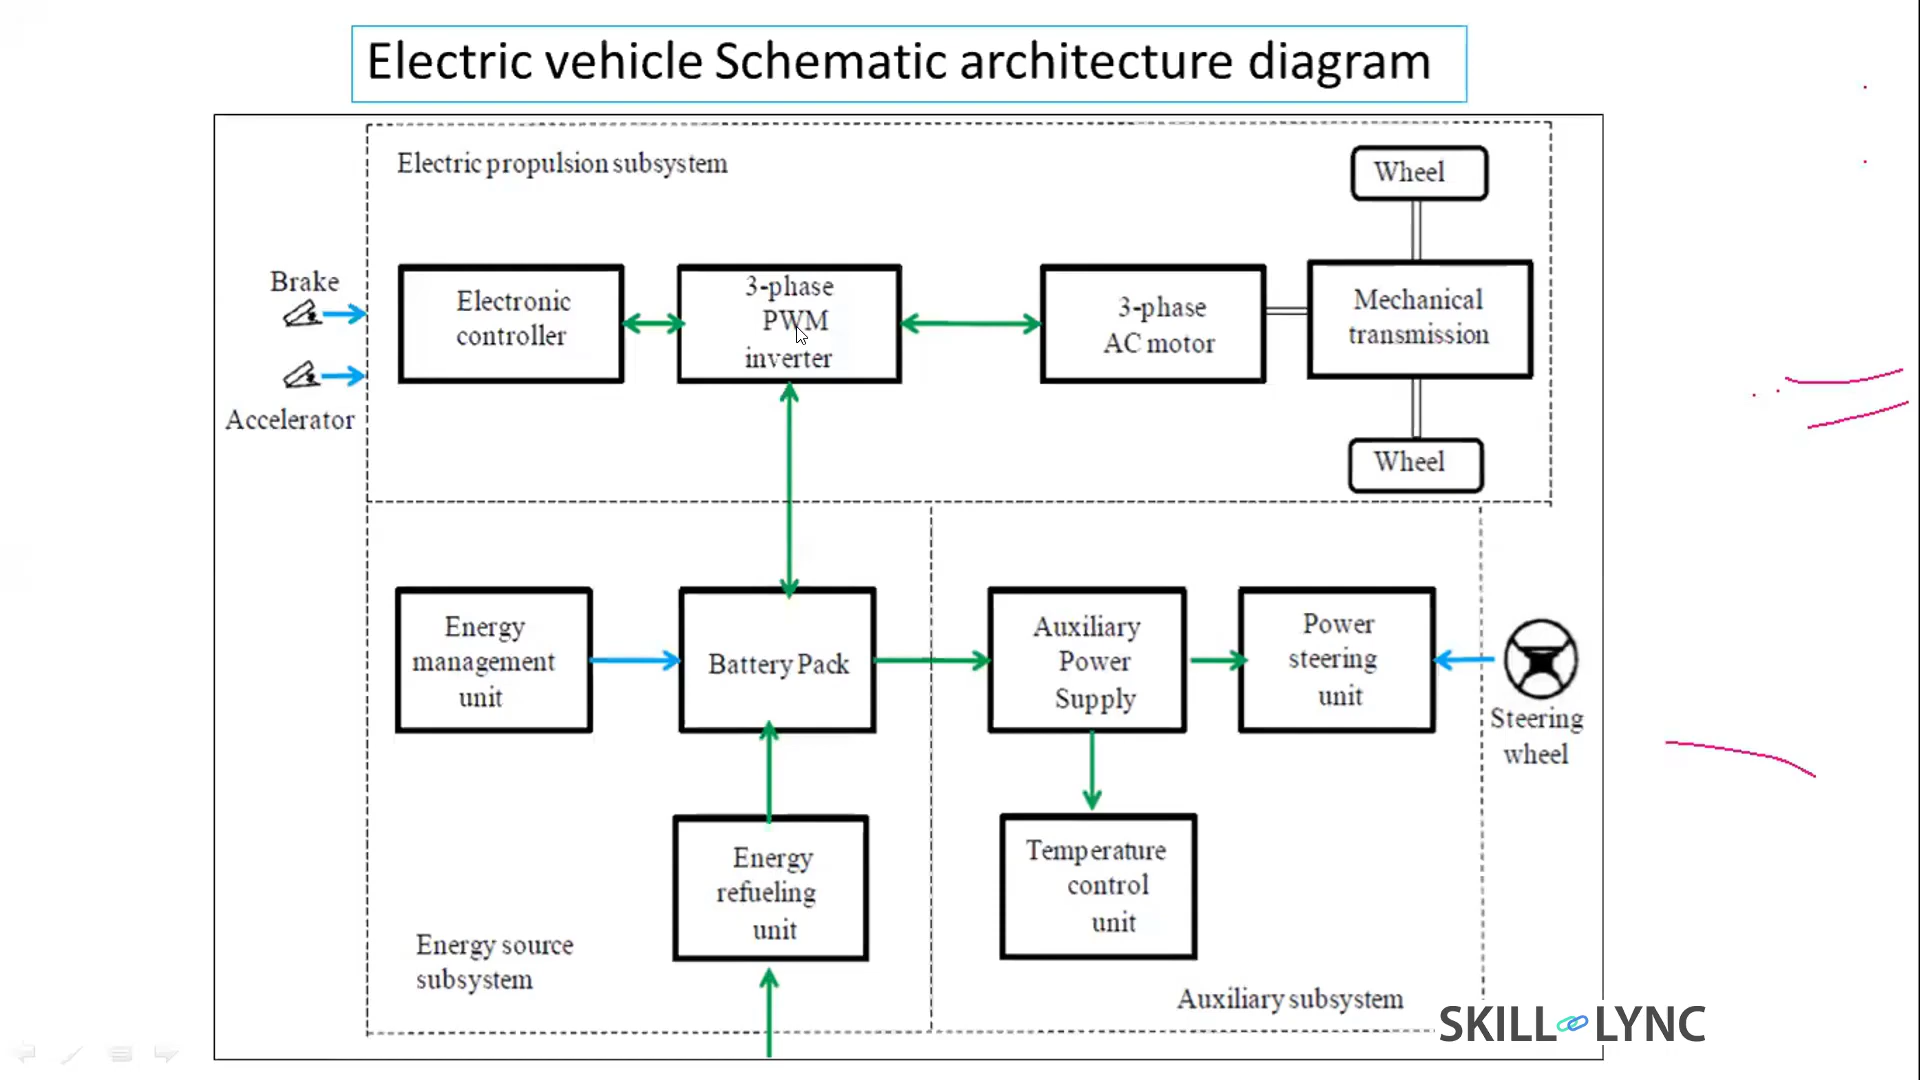 Electric vehicle Schematic architecture diagram
Electric propulsion subsystem
Wheel
Brake
Accelerator
Electronic
controller
3-phase
PWM
inverter
3-phase
AC motor
Mechanical
transmission
Wheel
Energy
management
unit
Battery Pack
Auxiliary
Power
Supply
Power
steering
unit
Steering
wheel
Energy
refueling
unit
Temperature
control
unit
Energy source
subsystem
Auxiliary subsystem
SKILL LYNC